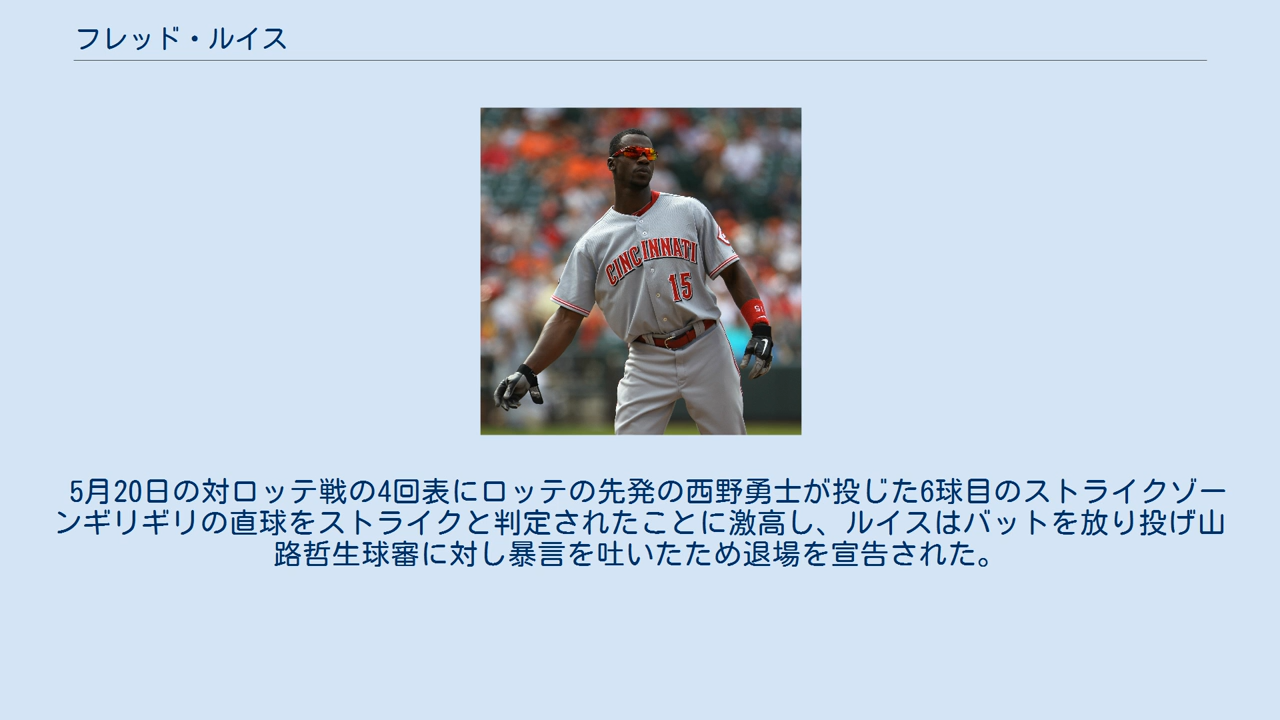 フレッド・ルイス
CINCINNATI
15
5月20日の対ロッテ戦の4回表にロッテの先発の西野勇士が投じた6球目のストライクゾー
ンギリギリの直球をストライクと判定されたことに激高し、ルイスはバットを放り投げ山
路哲生球審に対し暴言を吐いたため退場を宣告された。